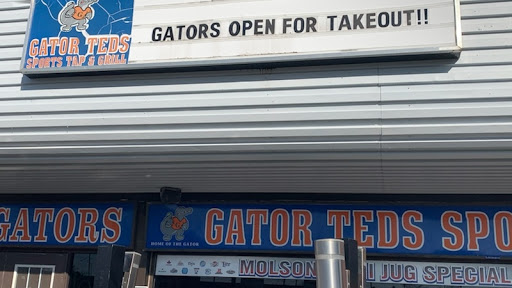 GATORS OPEN FOR TAKEOUT!!
GATOR TEDS
SPORTS TAP & GRILL
GATORS
HOME OF THE GATOR
GATOR TEDS SPO
MOLSON
JUG SPECIAL